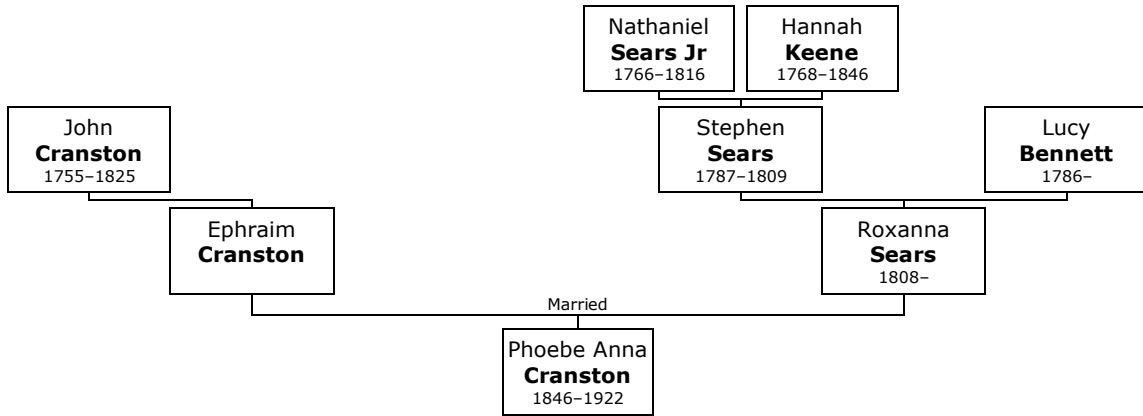 Nathaniel
Sears Jr
1766–1816
Hannah
Keene
1768–1846
John
Cranston
1755–1825
Stephen
Sears
1787–1809
Lucy
Bennett
1786–
Ephraim
Cranston
Roxanna
Sears
1808–
Married
Phoebe Anna
Cranston
1846–1922